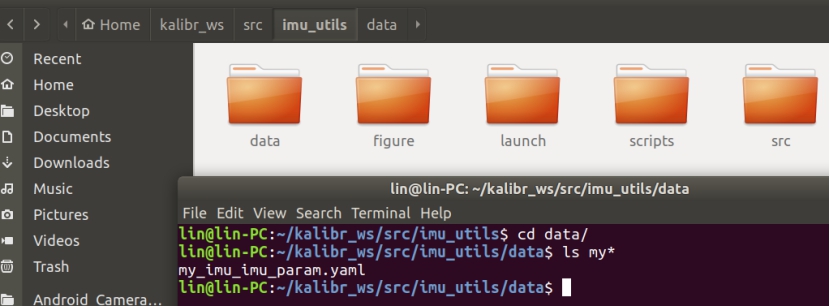 Home kalibr_ws src imu_utils data
Recent
Home
Desktop
Documents
Downloads
Music
Pictures
Videos
Trash
Android Camera...
data figure launch scripts src
lin@lin-PC: ~/kalibr_ws/src/imu_utils/data
File Edit View Search Terminal Help
lin@lin-PC:~/kalibr_ws/src/imu_utils$ cd data/
lin@lin-PC:~/kalibr_ws/src/imu_utils/data$ ls my*
my_imu_imu_param.yaml
lin@lin-PC:~/kalibr_ws/src/imu_utils/data$